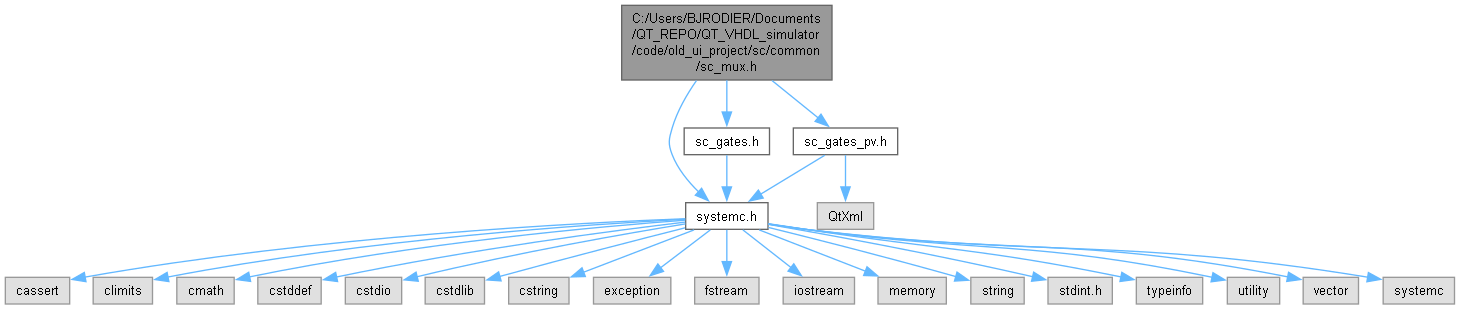 C:/Users/BJRODIER/Documents
/QT_REPO/QT_VHDL_simulator
/code/old_ui_project/sc/common
/sc_mux.h
sc_gates.h
sc_gates_pv.h
systemc.h
QtXml
cassert
climits
cmath
cstddef
cstdio
cstdlib
cstring
exception
fstream
iostream
memory
string
stdint.h
typeinfo
utility
vector
systemc